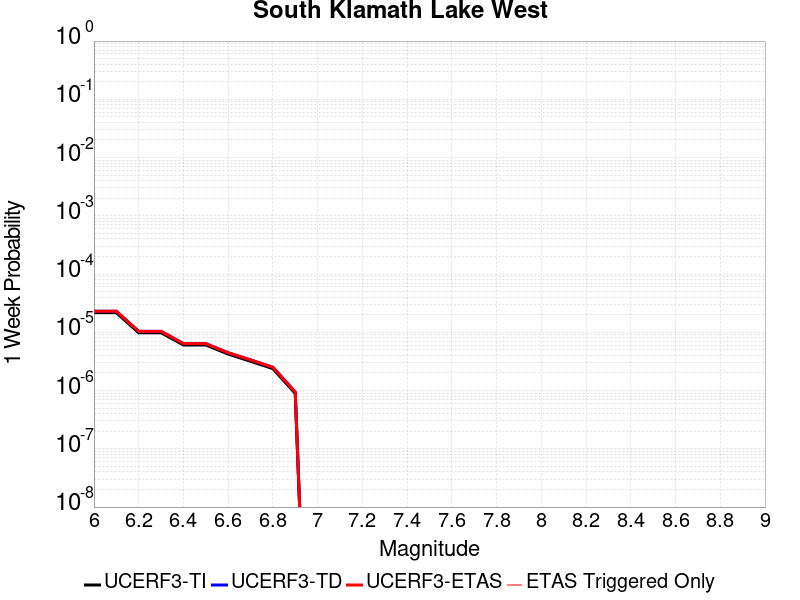 South Klamath Lake West
10^0
10^-1
10^-2
10^-3
10^-4
10^-5
10^-6
10^-7
10^-8
1 Week Probability
6 6.2 6.4 6.6 6.8 7 7.2 7.4 7.6 7.8 8 8.2 8.4 8.6 8.8 9
Magnitude
UCERF3-TI UCERF3-TD UCERF3-ETAS ETAS Triggered Only